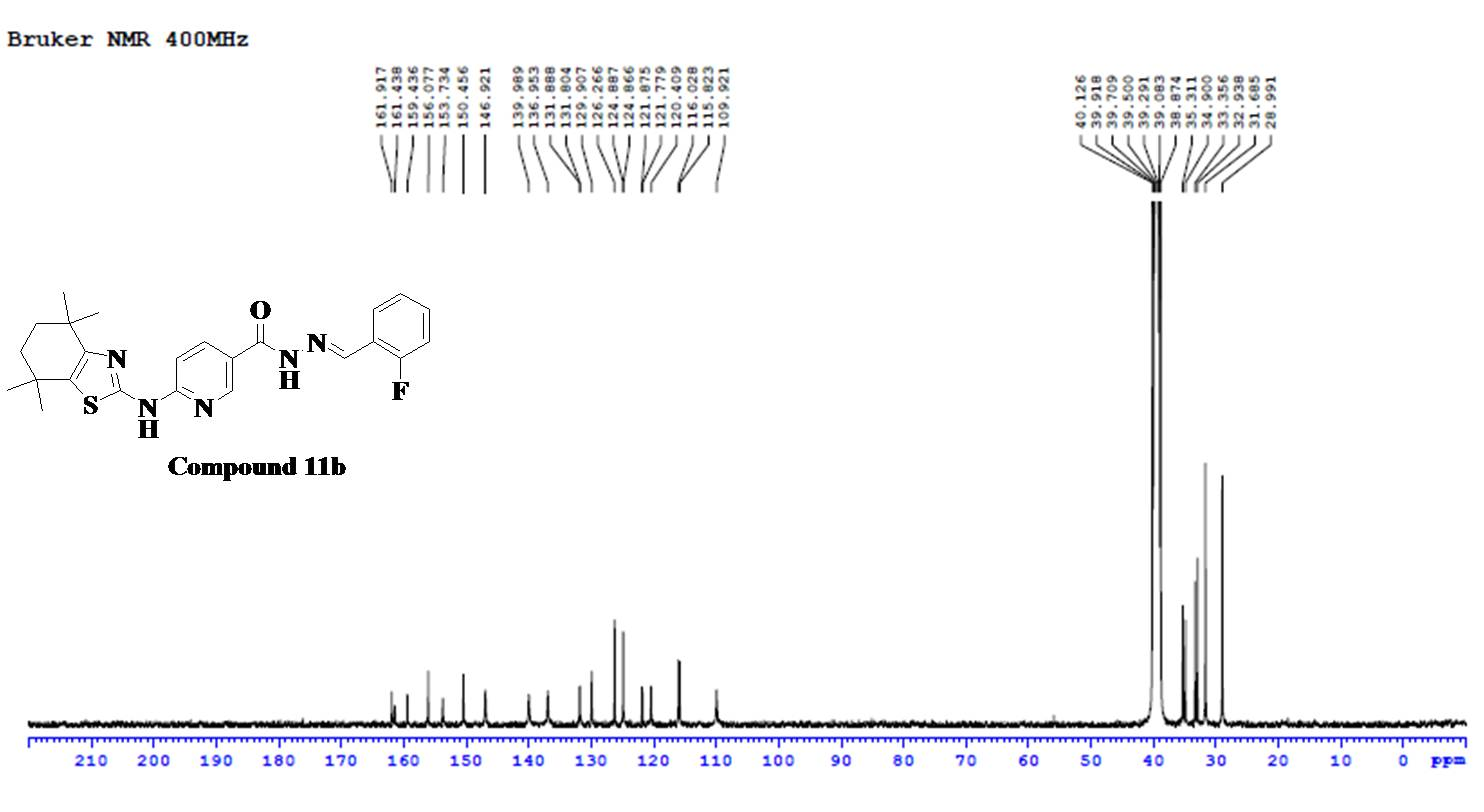 Bruker NMR 400MHz
161.917
161.438
159.436
156.077
153.734
150.456
146.921
139.989
136.953
131.888
131.804
129.907
126.266
124.887
124.866
121.875
121.779
120.409
116.028
115.823
109.921
40.126
39.918
39.709
39.500
39.291
39.083
38.874
35.311
34.900
33.356
32.938
31.685
28.991
O
N
N
N
H
F
S
N
H
N
Compound 11b
210 200 190 180 170 160 150 140 130 120 110 100 90 80 70 60 50 40 30 20 10 0 ppm